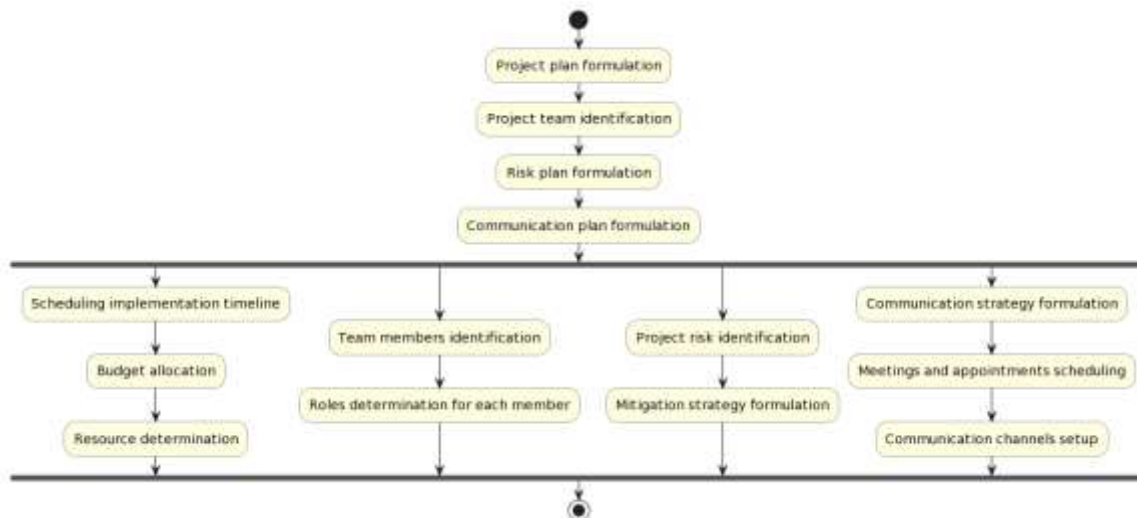 Project plan formulation
Project team identification
Risk plan formulation
Communication plan formulation
Scheduling implementation timeline
Budget allocation
Resource determination
Team members identification
Roles determination for each member
Project risk identification
Mitigation strategy formulation
Communication strategy formulation
Meetings and appointments scheduling
Communication channels setup